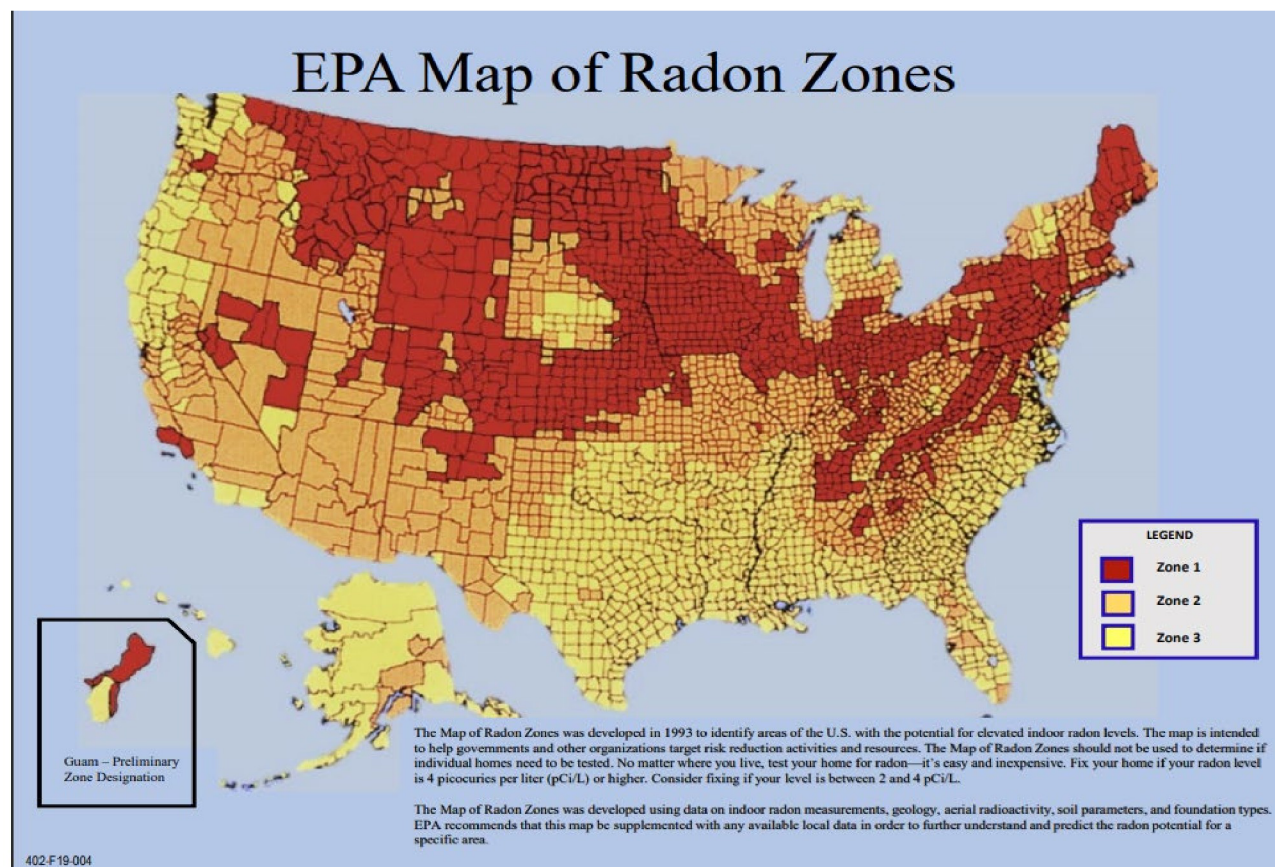 EPA Map of Radon Zones
LEGEND
Zone 1
Zone 2
Zone 3
Guam – Preliminary
Zone Designation
The Map of Radon Zones was developed in 1993 to identify areas of the U.S. with the potential for elevated indoor radon levels. The map is intended
to help governments and other organizations target risk reduction activities and resources. The Map of Radon Zones should not be used to determine if
individual homes need to be tested. No matter where you live, test your home for radon—it's easy and inexpensive. Fix your home if your radon level
is 4 picocuries per liter (pCi/L) or higher. Consider fixing if your level is between 2 and 4 pCi/L.
The Map of Radon Zones was developed using data on indoor radon measurements, geology, aerial radioactivity, soil parameters, and foundation types.
EPA recommends that this map be supplemented with any available local data in order to further understand and predict the radon potential for a
specific area.
402-F19-004